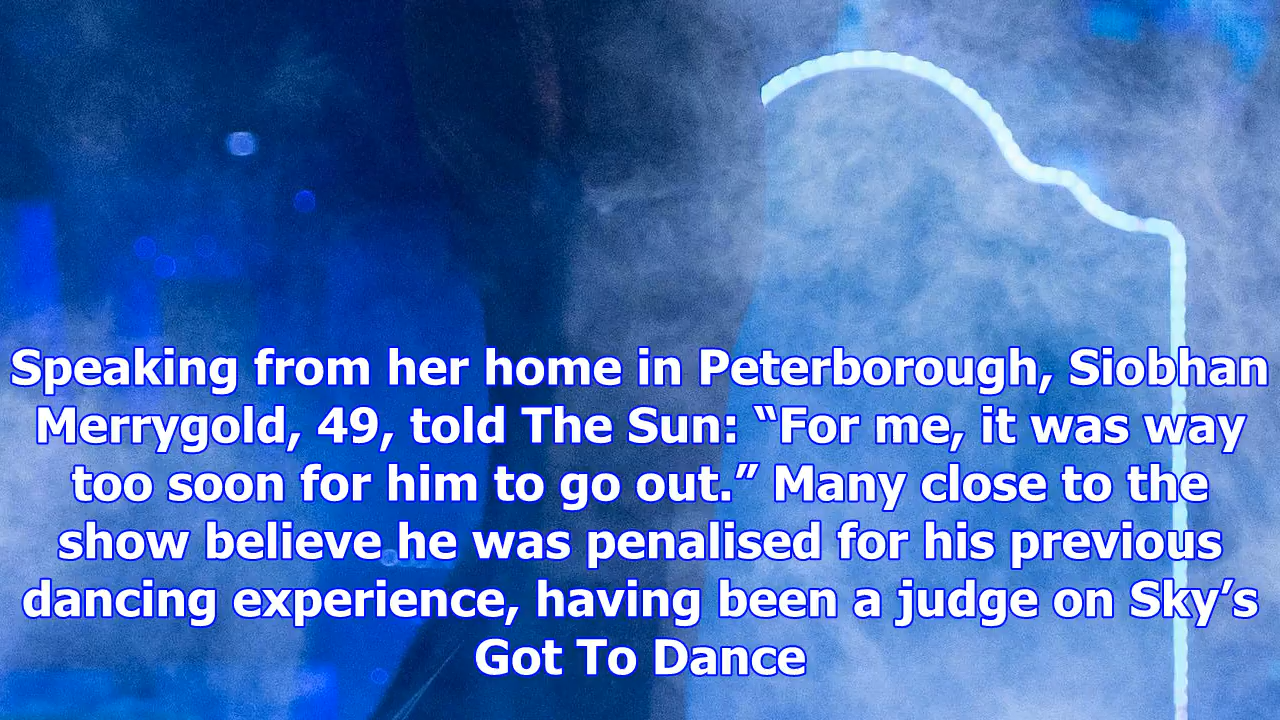 Speaking from her home in Peterborough, Siobhan
Merrygold, 49, told The Sun: “For me, it was way
too soon for him to go out.” Many close to the
show believe he was penalised for his previous
dancing experience, having been a judge on Sky’s
Got To Dance